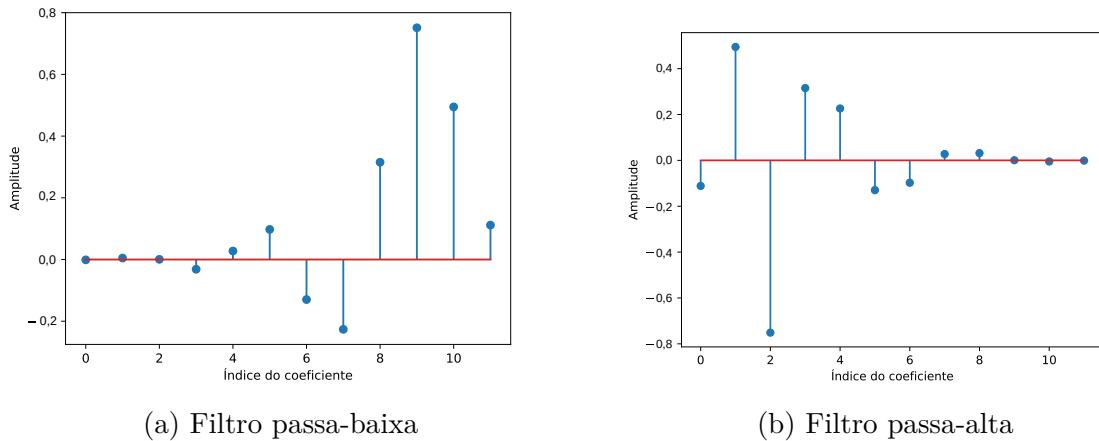 0,8
0,6
0,4
0,2
0,0
−0,2
Amplitude
0 2 4 6 8 10
Índice do coeficiente
(a) Filtro passa-baixa
0,4
0,2
0,0
−0,2
−0,4
−0,6
−0,8
Amplitude
0 2 4 6 8 10
Índice do coeficiente
(b) Filtro passa-alta